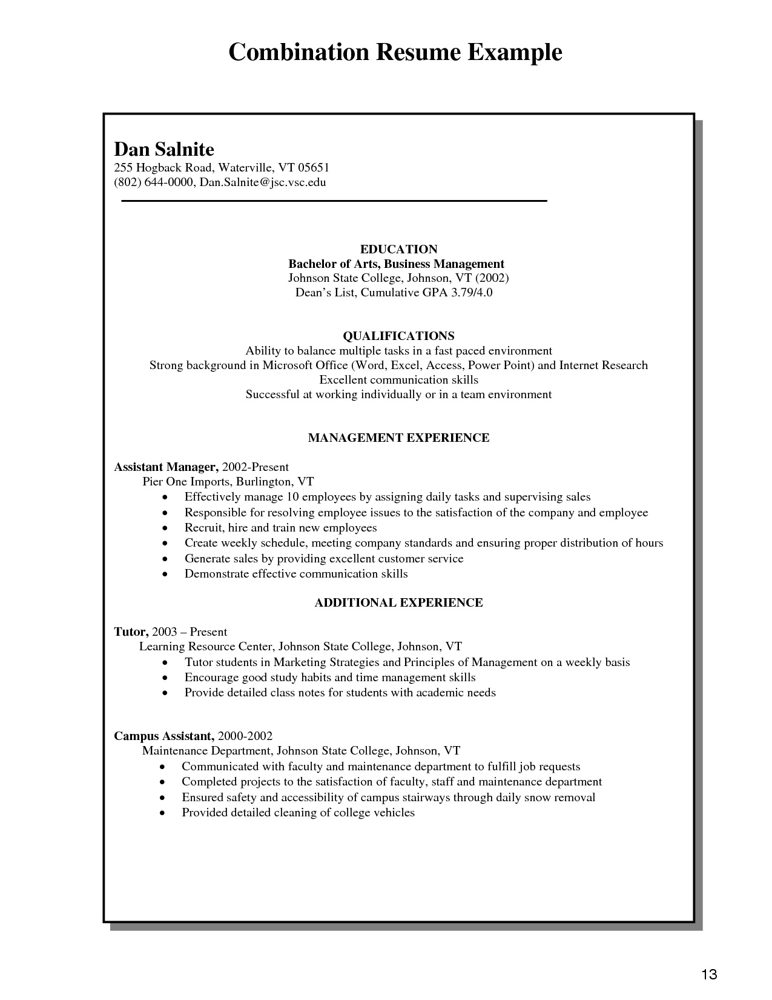 Combination Resume Example
Dan Salnite
255 Hogback Road, Waterville, VT 05651
(802) 644-0000, Dan.Salnite@jsc.vsc.edu
EDUCATION
Bachelor of Arts, Business Management
Johnson State College, Johnson, VT (2002)
Dean’s List, Cumulative GPA 3.79/4.0
QUALIFICATIONS
Ability to balance multiple tasks in a fast paced environment
Strong background in Microsoft Office (Word, Excel, Access, Power Point) and Internet Research
Excellent communication skills
Successful at working individually or in a team environment
MANAGEMENT EXPERIENCE
Assistant Manager, 2002-Present
Pier One Imports, Burlington, VT
• Effectively manage 10 employees by assigning daily tasks and supervising sales
• Responsible for resolving employee issues to the satisfaction of the company and employee
• Recruit, hire and train new employees
• Create weekly schedule, meeting company standards and ensuring proper distribution of hours
• Generate sales by providing excellent customer service
• Demonstrate effective communication skills
ADDITIONAL EXPERIENCE
Tutor, 2003 – Present
Learning Resource Center, Johnson State College, Johnson, VT
• Tutor students in Marketing Strategies and Principles of Management on a weekly basis
• Encourage good study habits and time management skills
• Provide detailed class notes for students with academic needs
Campus Assistant, 2000-2002
Maintenance Department, Johnson State College, Johnson, VT
• Communicated with faculty and maintenance department to fulfill job requests
• Completed projects to the satisfaction of faculty, staff and maintenance department
• Ensured safety and accessibility of campus stairways through daily snow removal
• Provided detailed cleaning of college vehicles
13